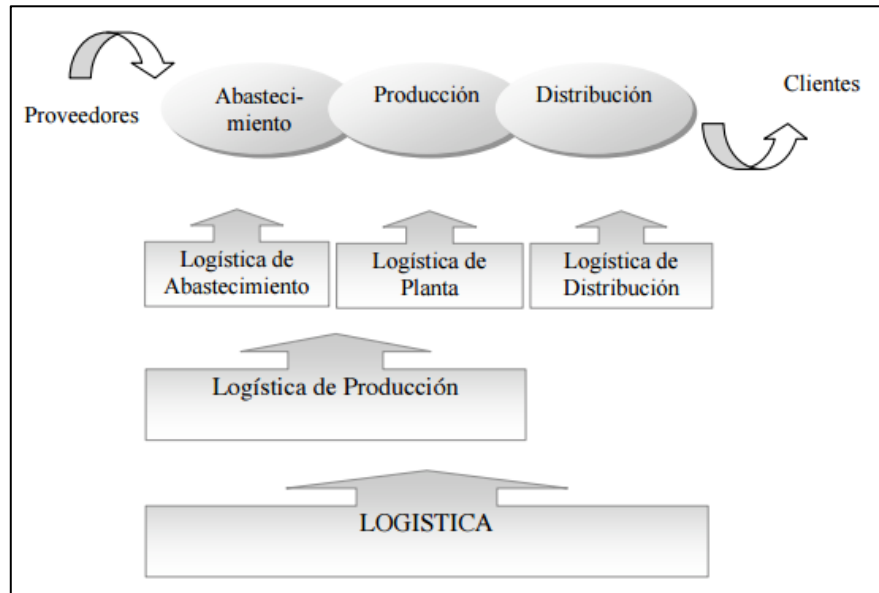 Proveedores
Abasteci-
miento
Producción
Distribución
Clientes
Logística de
Abastecimiento
Logística de
Planta
Logística de
Distribución
Logística de Producción
LOGISTICA